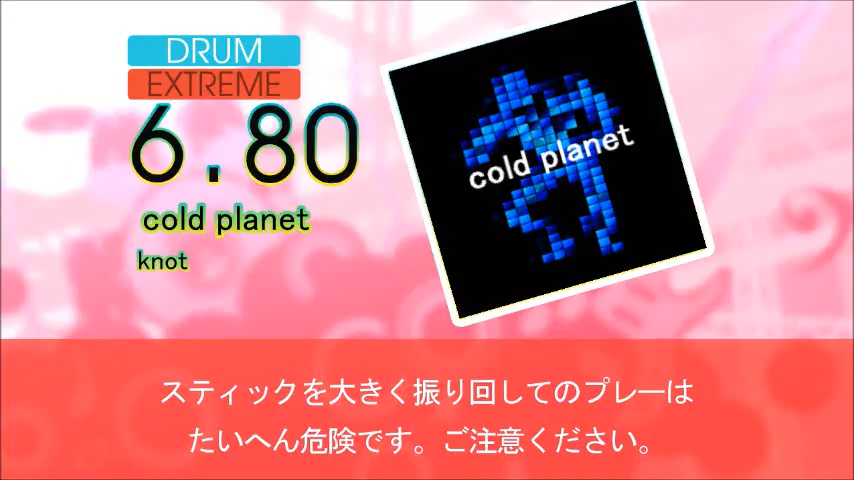 DRUM
EXTREME
6.80
cold planet
knot
cold planet
スティックを大きく振り回してのプレーは
たいへん危険です。ご注意ください。